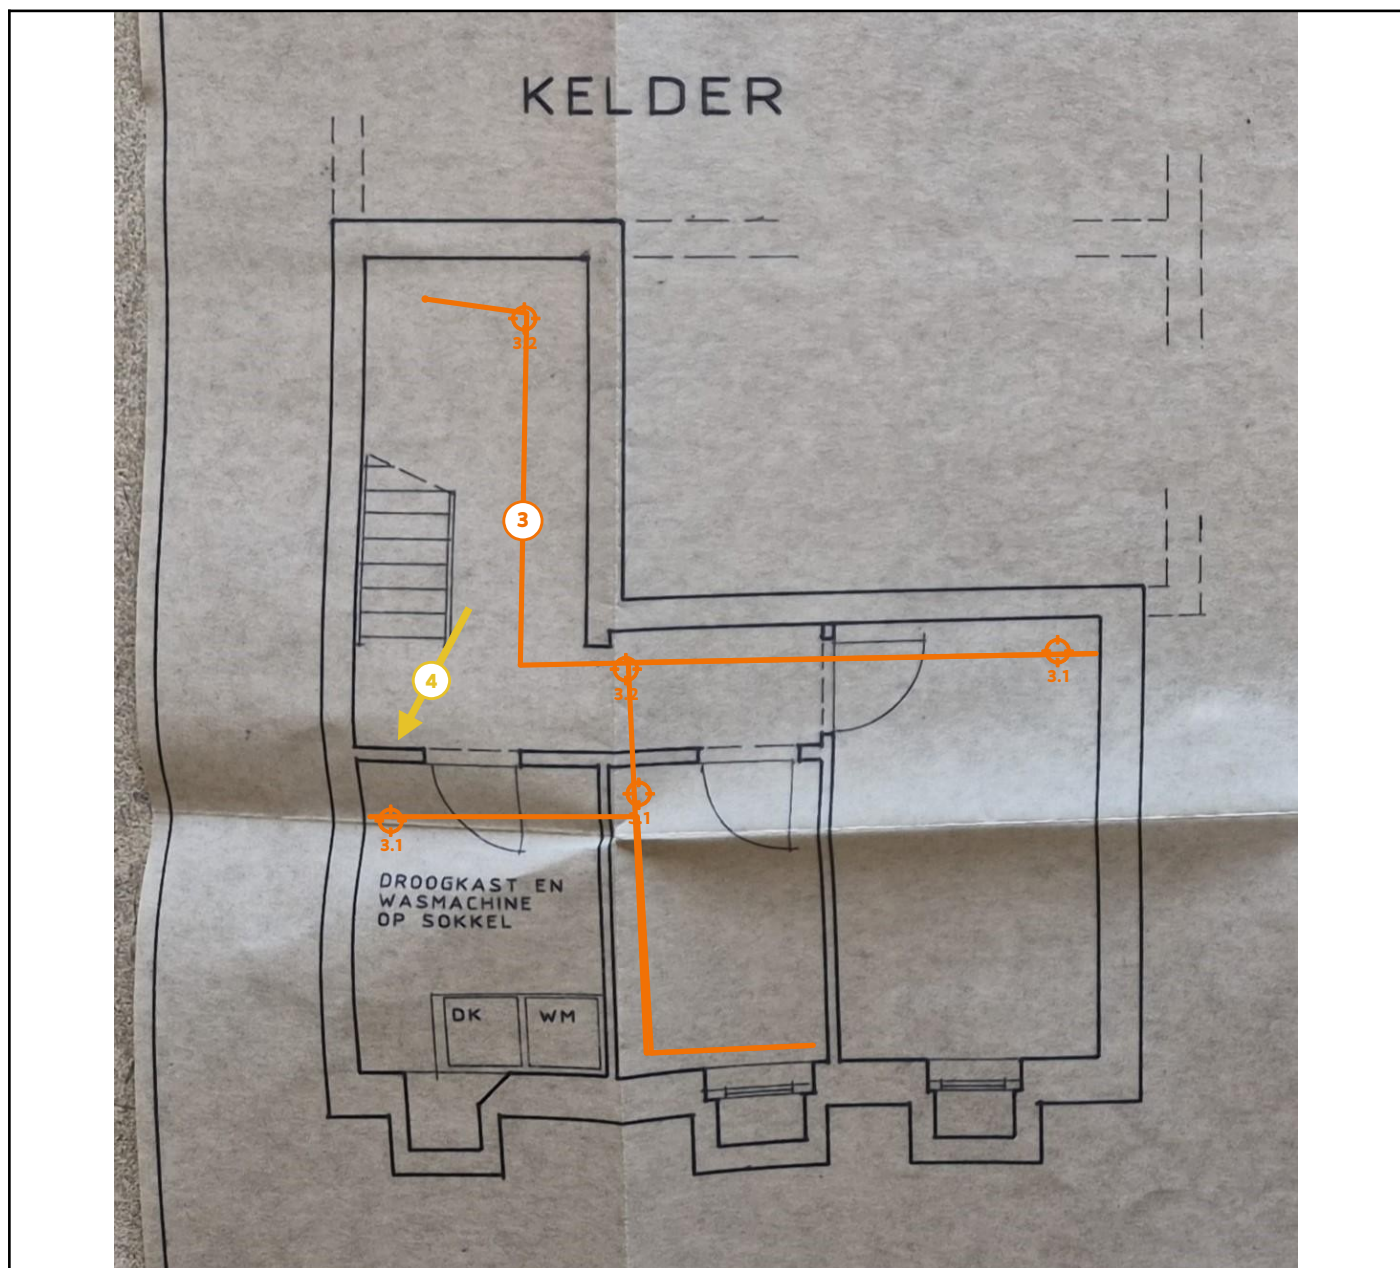 KELDER
3.2
3
4
3.2
3.1
3.1
3.1
DROOGKAST EN
WASMACHINE
OP SOKKEL
DK
WM